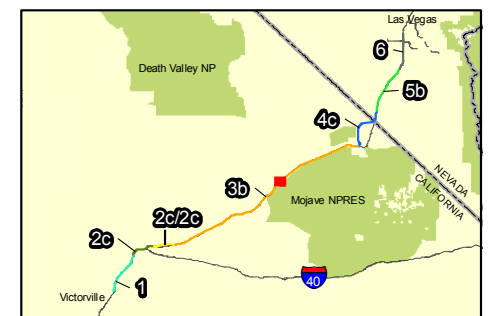 Las Vegas
6
Death Valley NP
5b
4c
NEVADA
CALIFORNIA
3b
Mojave NPRES
2c/2c
2c
40
1
Victorville